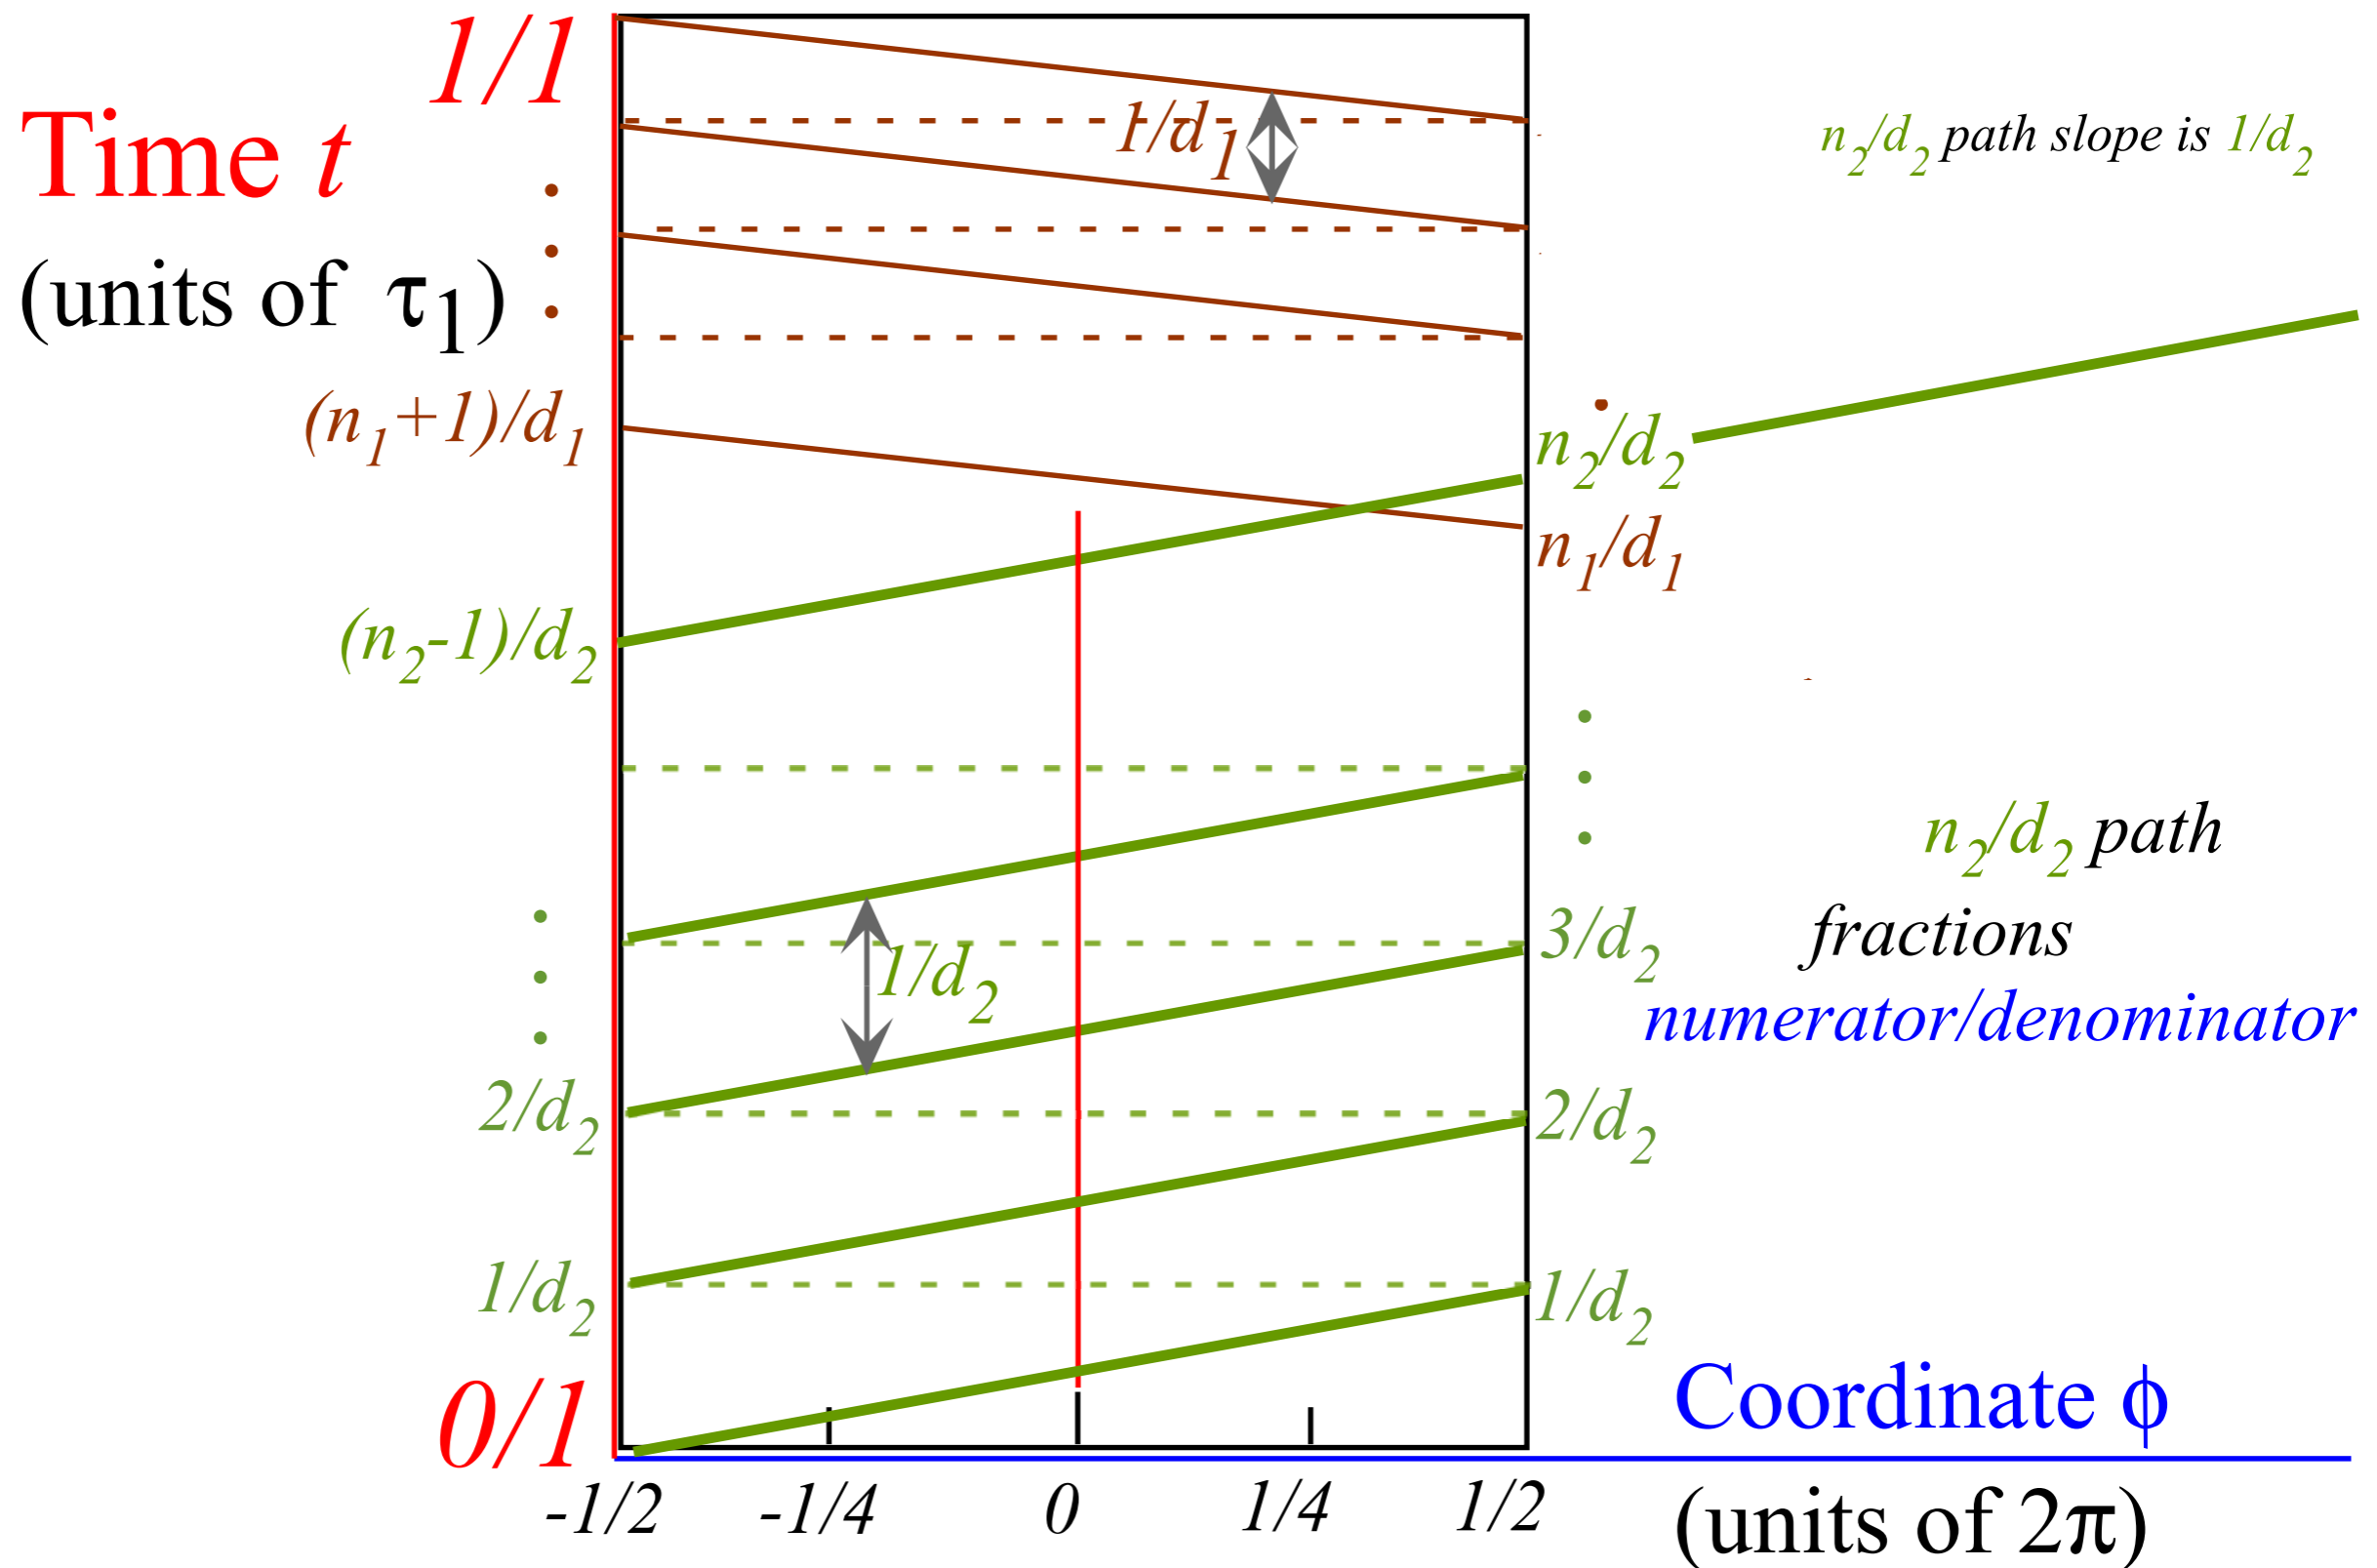 1/1
Time t
(units of τ1)
1/d1
n2/d2 path slope is 1/d2
(n1+1)/d1
n2/d2
n1/d1
(n2-1)/d2
n2/d2 path
fractions
numerator/denominator
1/d2
3/d2
2/d2
2/d2
1/d2
1/d2
0/1
Coordinate ϕ
(units of 2π)
-1/2 -1/4 0 1/4 1/2